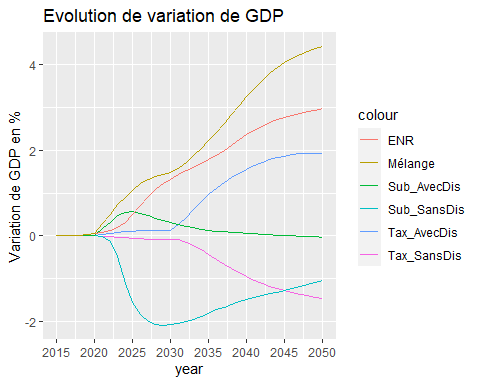 Evolution de variation de GDP
Variation de GDP en %
4
2
0
-2
2015 2020 2025 2030 2035 2040 2045 2050
year
colour
ENR
Mélange
Sub_AvecDis
Sub_SansDis
Tax_AvecDis
Tax_SansDis